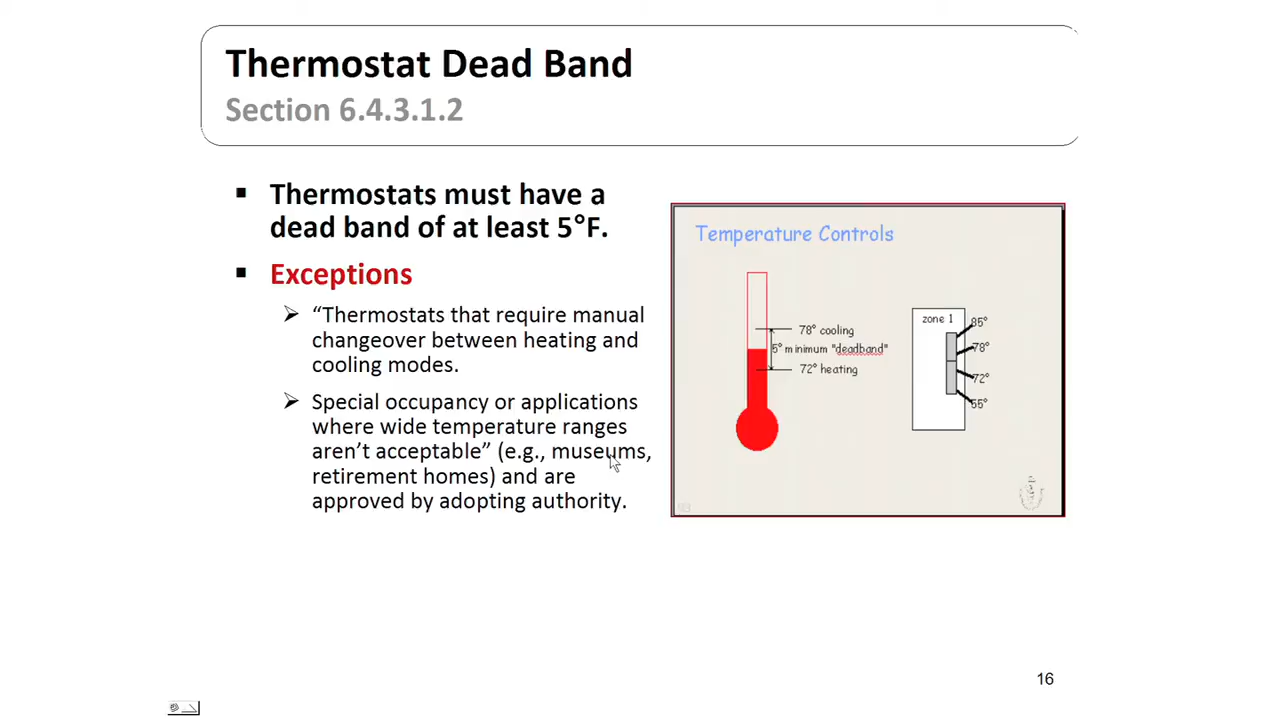 Thermostat Dead Band
Section 6.4.3.1.2
Thermostats must have a
dead band of at least 5°F.
Exceptions
“Thermostats that require manual
changeover between heating and
cooling modes.
Special occupancy or applications
where wide temperature ranges
aren’t acceptable” (e.g., museums,
retirement homes) and are
approved by adopting authority.
Temperature Controls
78° cooling
5° minimum "deadband"
72° heating
zone 1
85°
78°
72°
55°
16